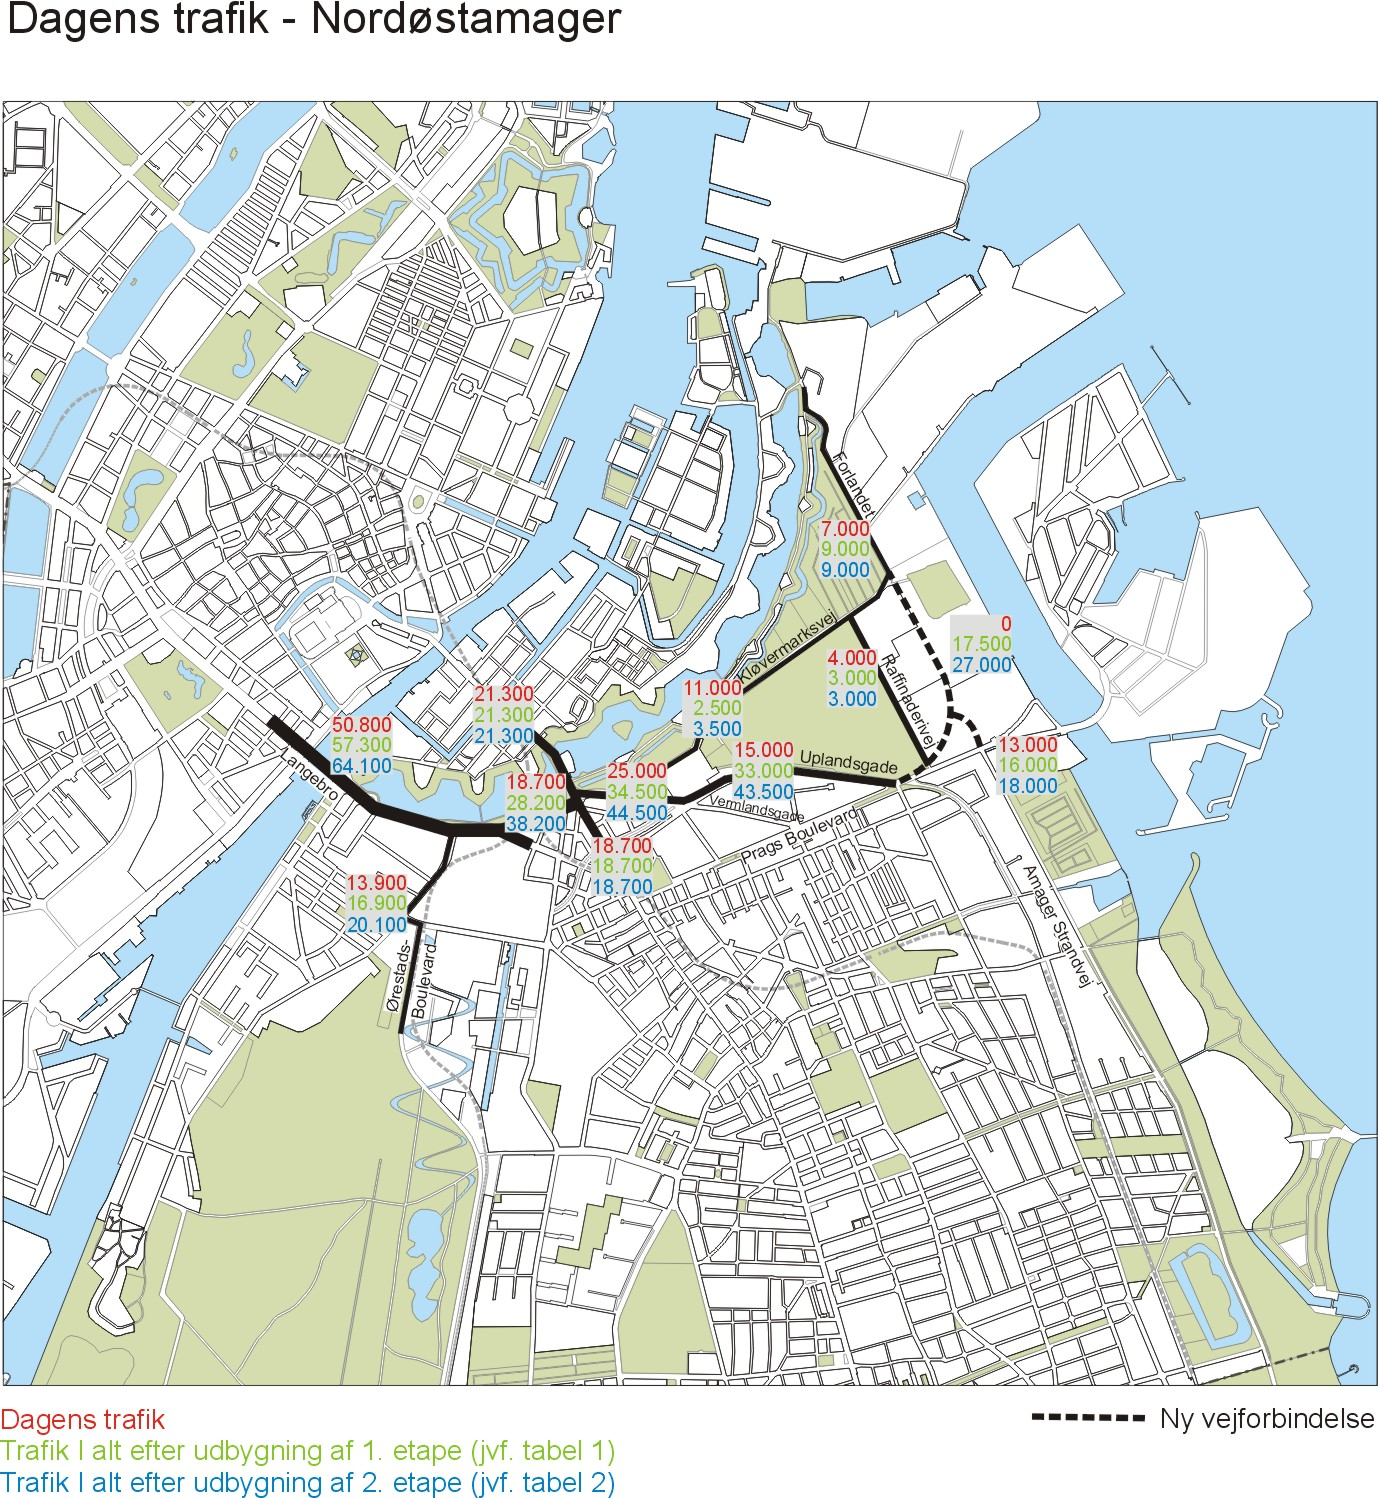 Dagens trafik - Nordøstamager
Forlandet
7.000
9.000
9.000
0
17.500
27.000
Kløvermarksvej
4.000
3.000
3.000
Raffinaderivej
11.000
2.500
3.500
21.300
21.300
21.300
50.800
57.300
64.100
Langebro
18.700
28.200
38.200
25.000
34.500
44.500
15.000
33.000
43.500
Uplandsgade
13.000
16.000
18.000
Vermlandsgade
Prags Boulevard
18.700
18.700
18.700
13.900
16.900
20.100
Ørestads-
Boulevard
Amager Strandvej
Dagens trafik
Trafik I alt efter udbygning af 1. etape (jvf. tabel 1)
Trafik I alt efter udbygning af 2. etape (jvf. tabel 2)
Ny vejforbindelse